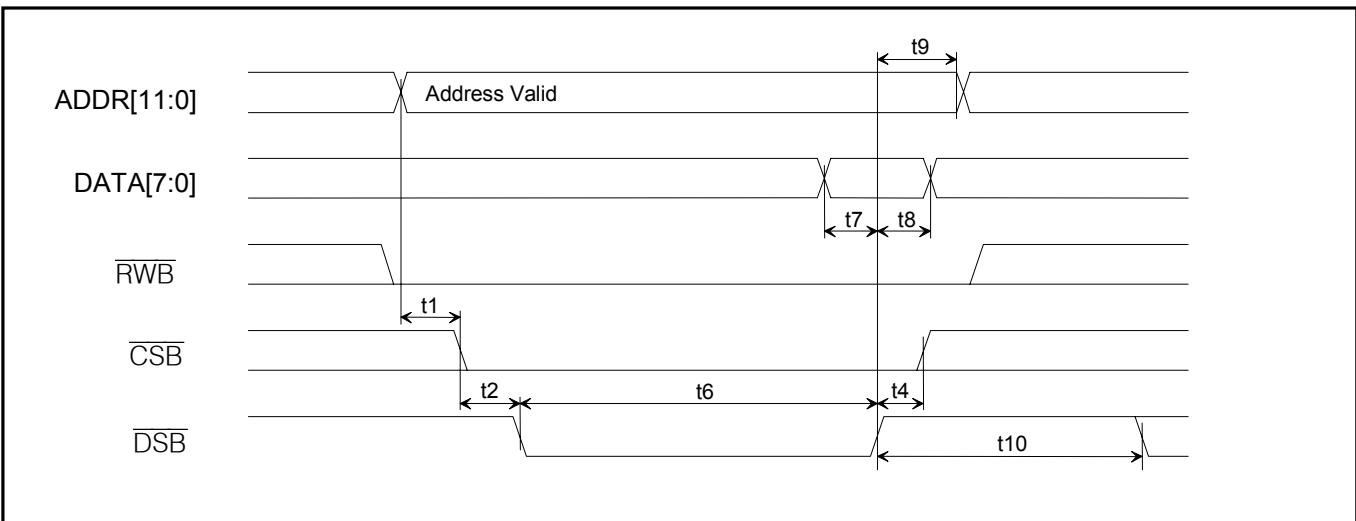 t9
ADDR[11:0]
Address Valid
DATA[7:0]
t7
t8
RWB
t1
CSB
t2
t6
t4
DSB
t10